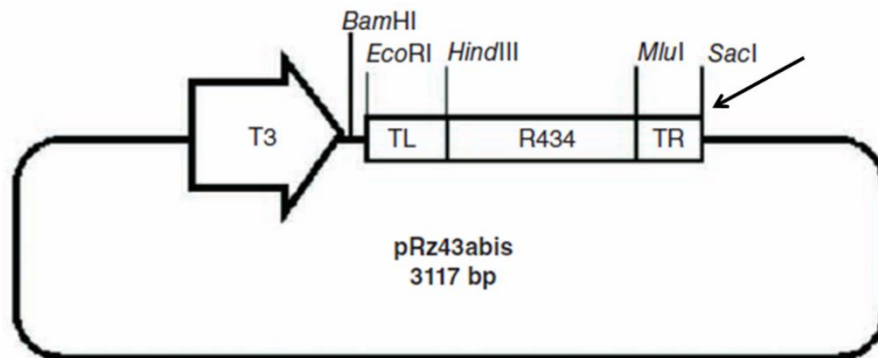 BamHI
EcoRI HindIII MluI SacI
T3 TL R434 TR
pRz43abis
3117 bp